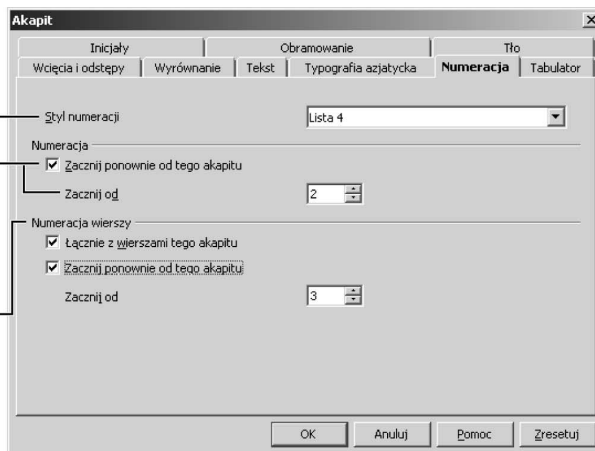 Akapit
Inicjały Obramowanie Tło
Wcięcia i odstępy Wyrównanie Tekst Typografia azjatycka Numeracja Tabulator
Styl numeracji Lista 4
Numeracja
Zacznij ponownie od tego akapitu
Zacznij od 2
Numeracja wierszy
Łącznie z wierszami tego akapitu
Zacznij ponownie od tego akapitu
Zacznij od 3
OK Anuluj Pomoc Zresetuj